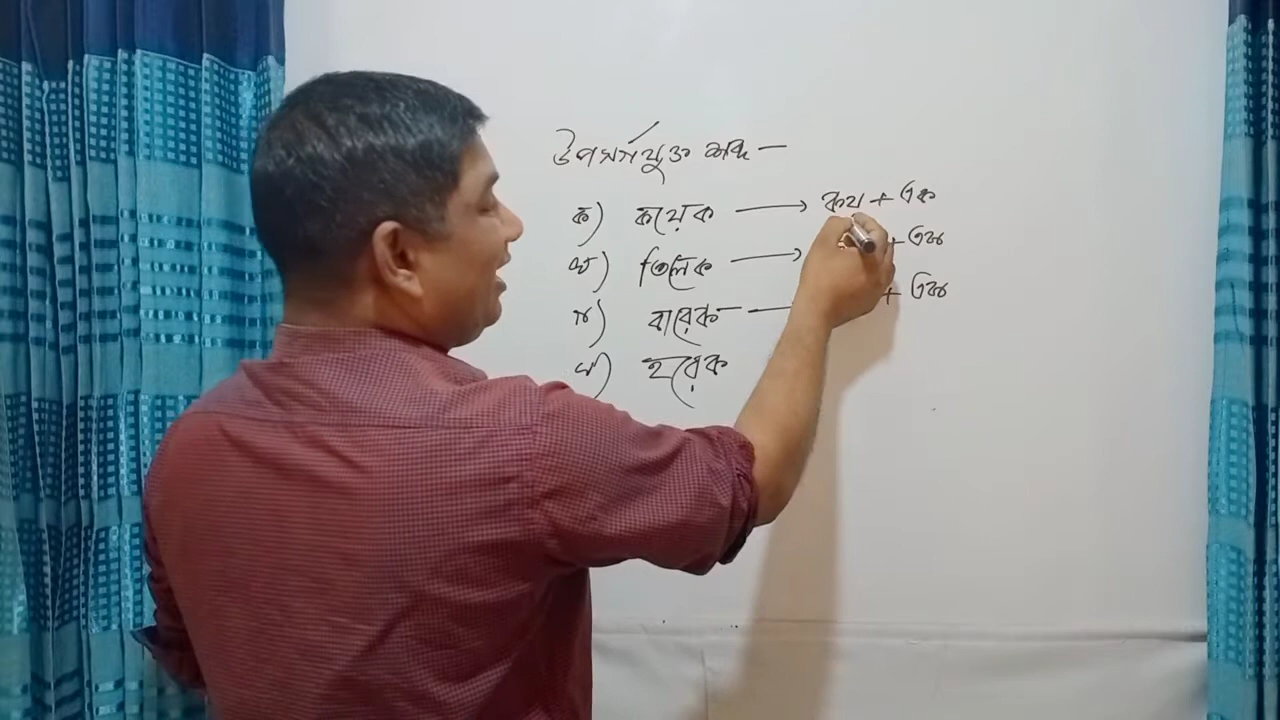 উপসর্গযুক্ত শব্দ —
ক) কয়েক → কয় + এক
খ) তিলেক → + এক
গ) বারেক → + এক
ঘ) হরেক